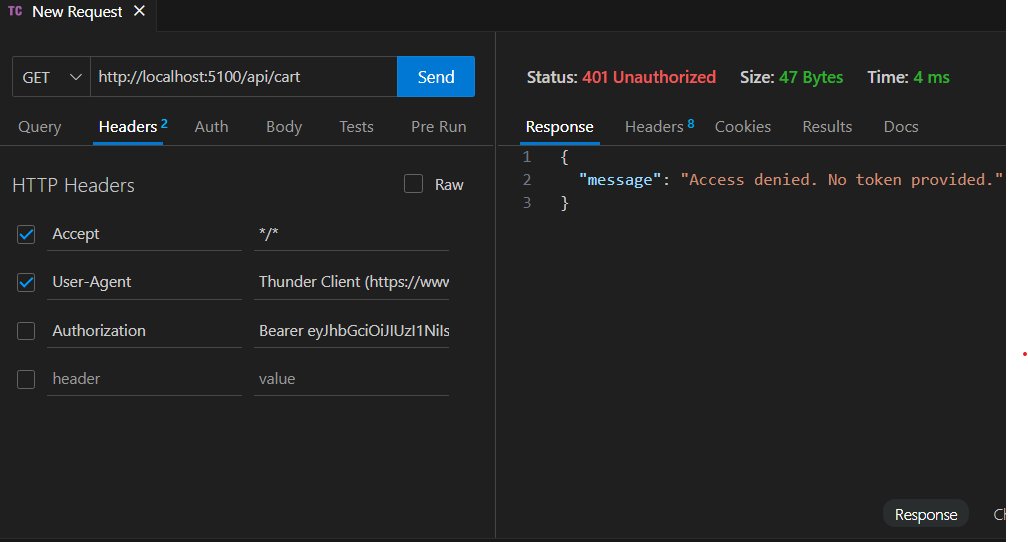 TC New Request ✕
GET http://localhost:5100/api/cart Send
Query Headers 2 Auth Body Tests Pre Run
HTTP Headers Raw
Accept */*
User-Agent Thunder Client (https://www
Authorization Bearer eyJhbGciOiJIUzI1NiIs
header value
Status: 401 Unauthorized Size: 47 Bytes Time: 4 ms
Response Headers 8 Cookies Results Docs
1 {
2 "message": "Access denied. No token provided."
3 }
Response Ch